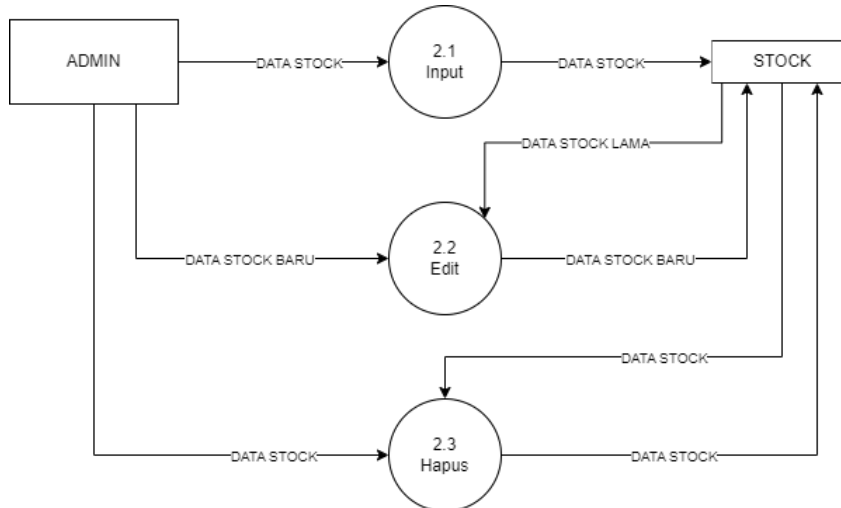 ADMIN
DATA STOCK
2.1
Input
DATA STOCK
STOCK
DATA STOCK LAMA
DATA STOCK BARU
2.2
Edit
DATA STOCK BARU
DATA STOCK
DATA STOCK
2.3
Hapus
DATA STOCK